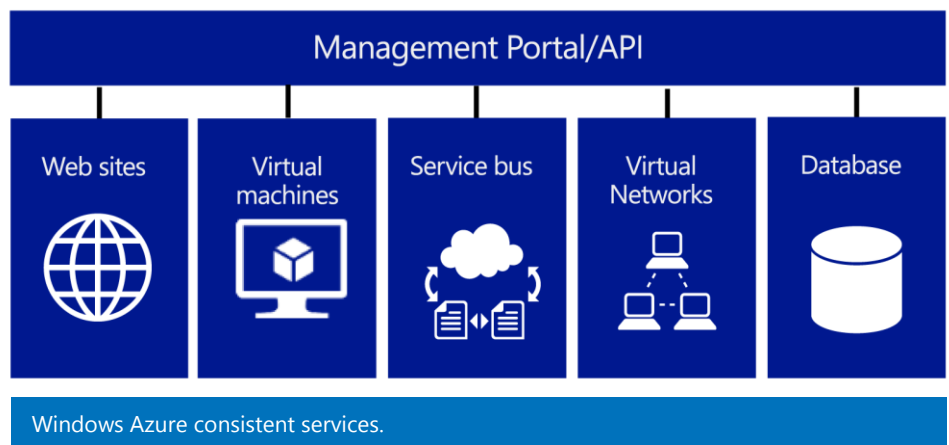 Management Portal/API
Web sites
Virtual
machines
Service bus
Virtual
Networks
Database
Windows Azure consistent services.